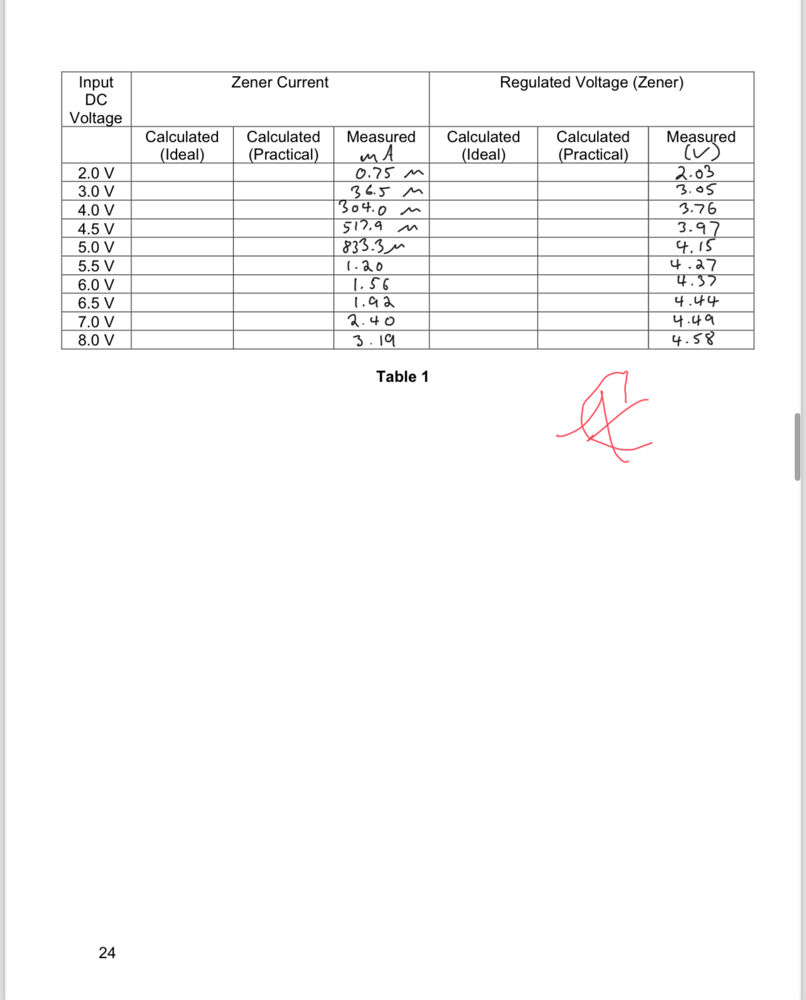 Input DC Voltage Zener Current Regulated Voltage (Zener)
Calculated (Ideal) Calculated (Practical) Measured mA Calculated (Ideal) Calculated (Practical) Measured (V)
2.0 V 0.75 m 2.03
3.0 V 36.5 m 3.05
4.0 V 304.0 m 3.76
4.5 V 517.9 m 3.97
5.0 V 833.3 m 4.15
5.5 V 1.20 4.27
6.0 V 1.56 4.37
6.5 V 1.92 4.44
7.0 V 2.40 4.49
8.0 V 3.19 4.58
Table 1
24